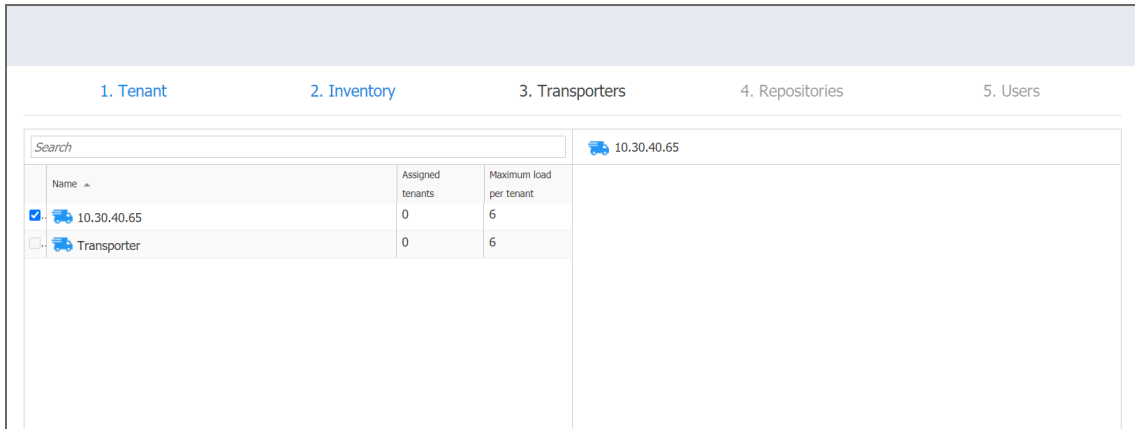 1. Tenant 2. Inventory 3. Transporters 4. Repositories 5. Users
Search
10.30.40.65
Name Assigned tenants Maximum load per tenant
10.30.40.65 0 6
Transporter 0 6